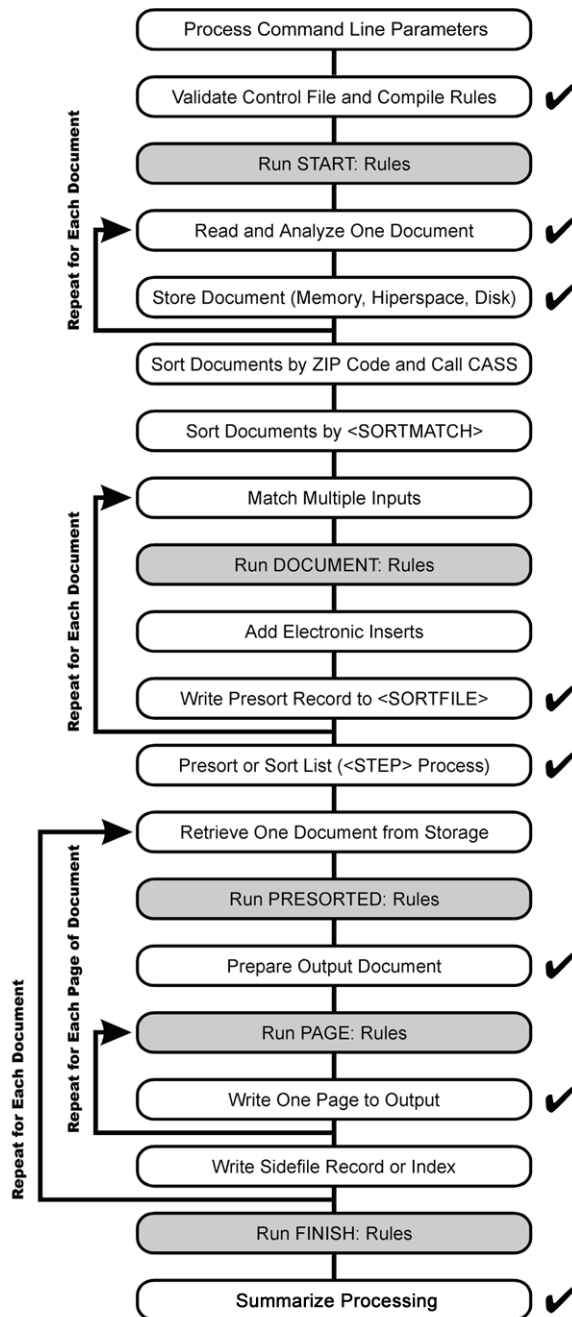 Process Command Line Parameters
Validate Control File and Compile Rules
Run START: Rules
Repeat for Each Document
Read and Analyze One Document
Store Document (Memory, Hiperspace, Disk)
Sort Documents by ZIP Code and Call CASS
Sort Documents by <SORTMATCH>
Repeat for Each Document
Match Multiple Inputs
Run DOCUMENT: Rules
Add Electronic Inserts
Write Presort Record to <SORTFILE>
Presort or Sort List (<STEP> Process)
Repeat for Each Document
Retrieve One Document from Storage
Run PRESORTED: Rules
Prepare Output Document
Repeat for Each Page of Document
Run PAGE: Rules
Write One Page to Output
Write Sidefile Record or Index
Run FINISH: Rules
Summarize Processing